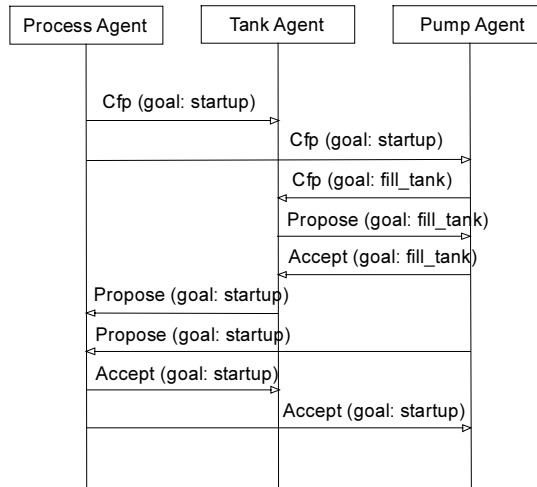 Process Agent
Tank Agent
Pump Agent
Cfp (goal: startup)
Cfp (goal: startup)
Cfp (goal: fill_tank)
Propose (goal: fill_tank)
Accept (goal: fill_tank)
Propose (goal: startup)
Propose (goal: startup)
Accept (goal: startup)
Accept (goal: startup)